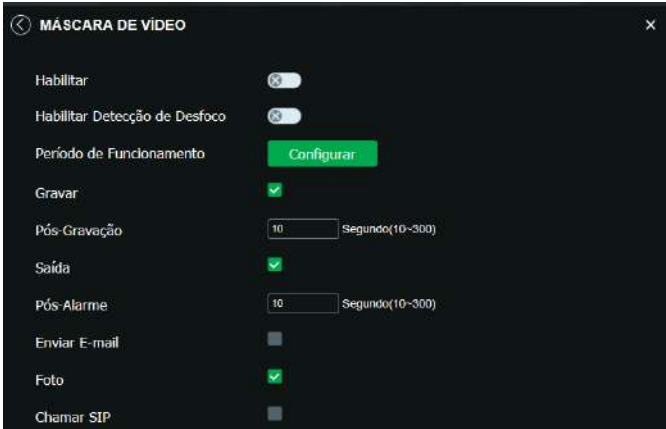 MÁSCARA DE VÍDEO
Habilitar
Habilitar Detecção de Desfoco
Período de Funcionamento Configurar
Gravar
Pós-Gravação 10 Segundo(10~300)
Saída
Pós-Alarme 10 Segundo(10~300)
Enviar E-mail
Foto
Chamar SIP